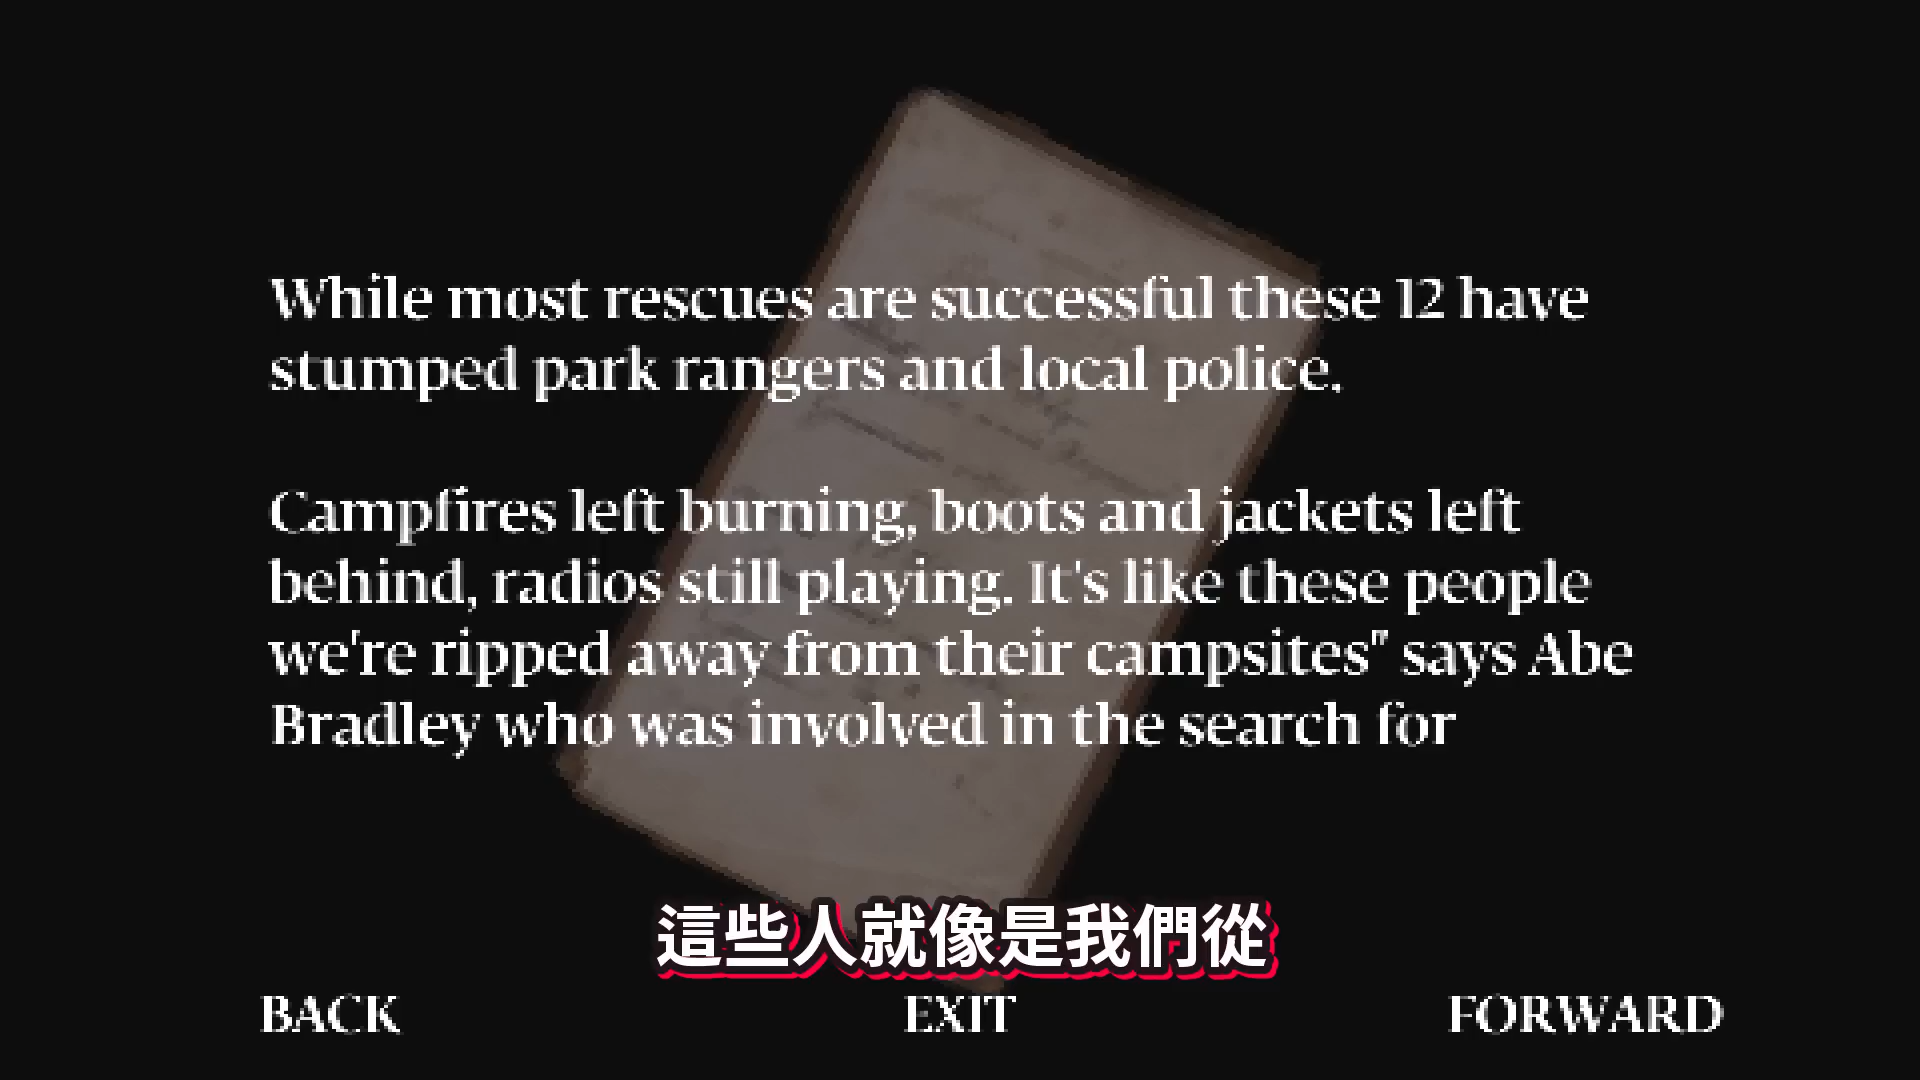 While most rescues are successful these 12 have
stumped park rangers and local police.
Campfires left burning, boots and jackets left
behind, radios still playing. It's like these people
we're ripped away from their campsites" says Abe
Bradley who was involved in the search for
這些人就像是我們從
BACK
EXIT
FORWARD